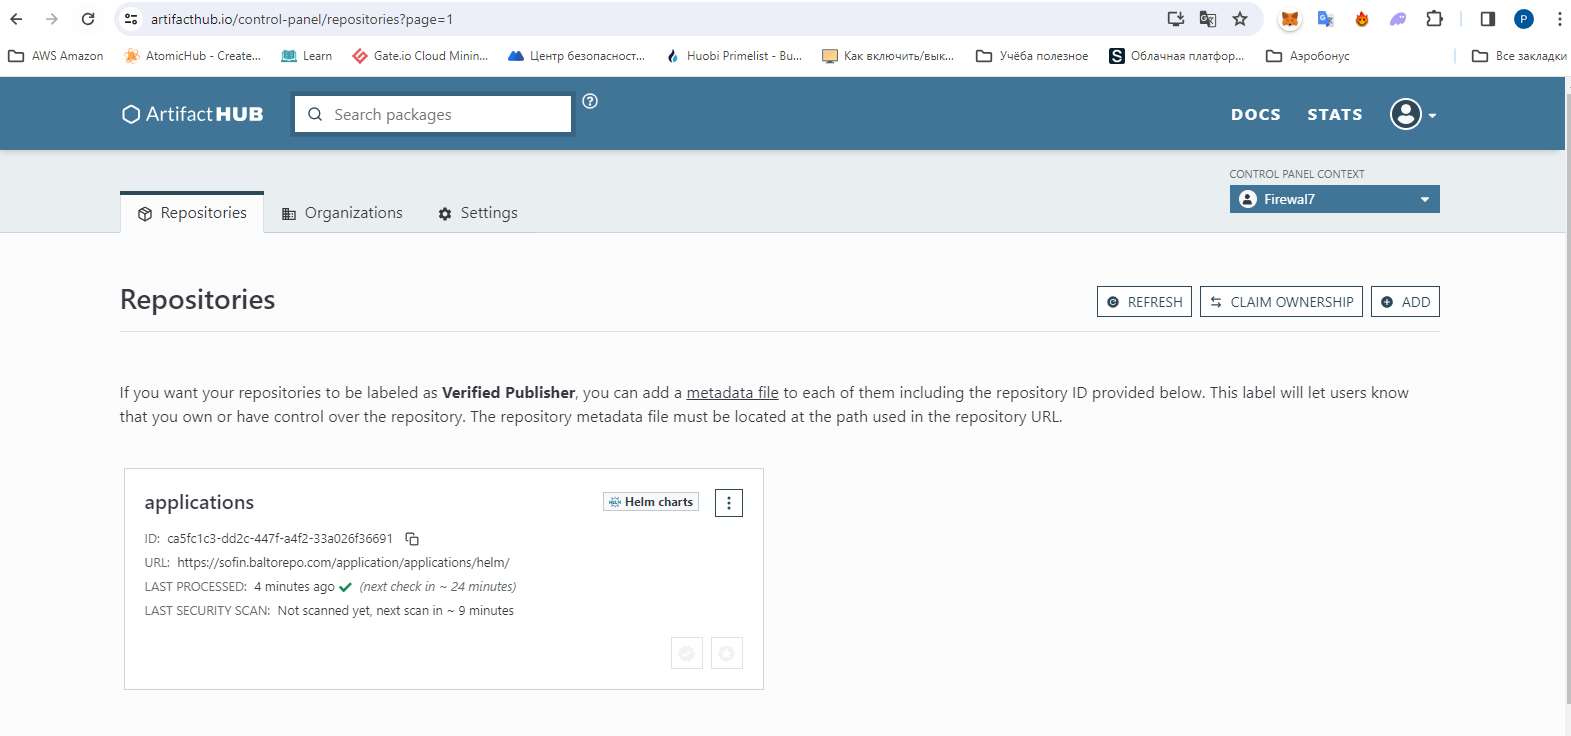 artifacthub.io/control-panel/repositories?page=1
P
AWS Amazon
AtomicHub - Create...
Learn
Gate.io Cloud Minin...
Центр безопасност...
Huobi Primelist - Bu...
Как включить/вык...
Учёба полезное
S
Облачная платфор...
Аэробонус
Все закладки
ArtifactHUB
Search packages
?
DOCS
STATS
CONTROL PANEL CONTEXT
Firewal7
Repositories
Organizations
Settings
Repositories
REFRESH
CLAIM OWNERSHIP
ADD
If you want your repositories to be labeled as Verified Publisher, you can add a metadata file to each of them including the repository ID provided below. This label will let users know
that you own or have control over the repository. The repository metadata file must be located at the path used in the repository URL.
applications
Helm charts
ID: ca5fc1c3-dd2c-447f-a4f2-33a026f36691
URL: https://sofin.baltorepo.com/application/applications/helm/
LAST PROCESSED: 4 minutes ago (next check in ~ 24 minutes)
LAST SECURITY SCAN: Not scanned yet, next scan in ~ 9 minutes